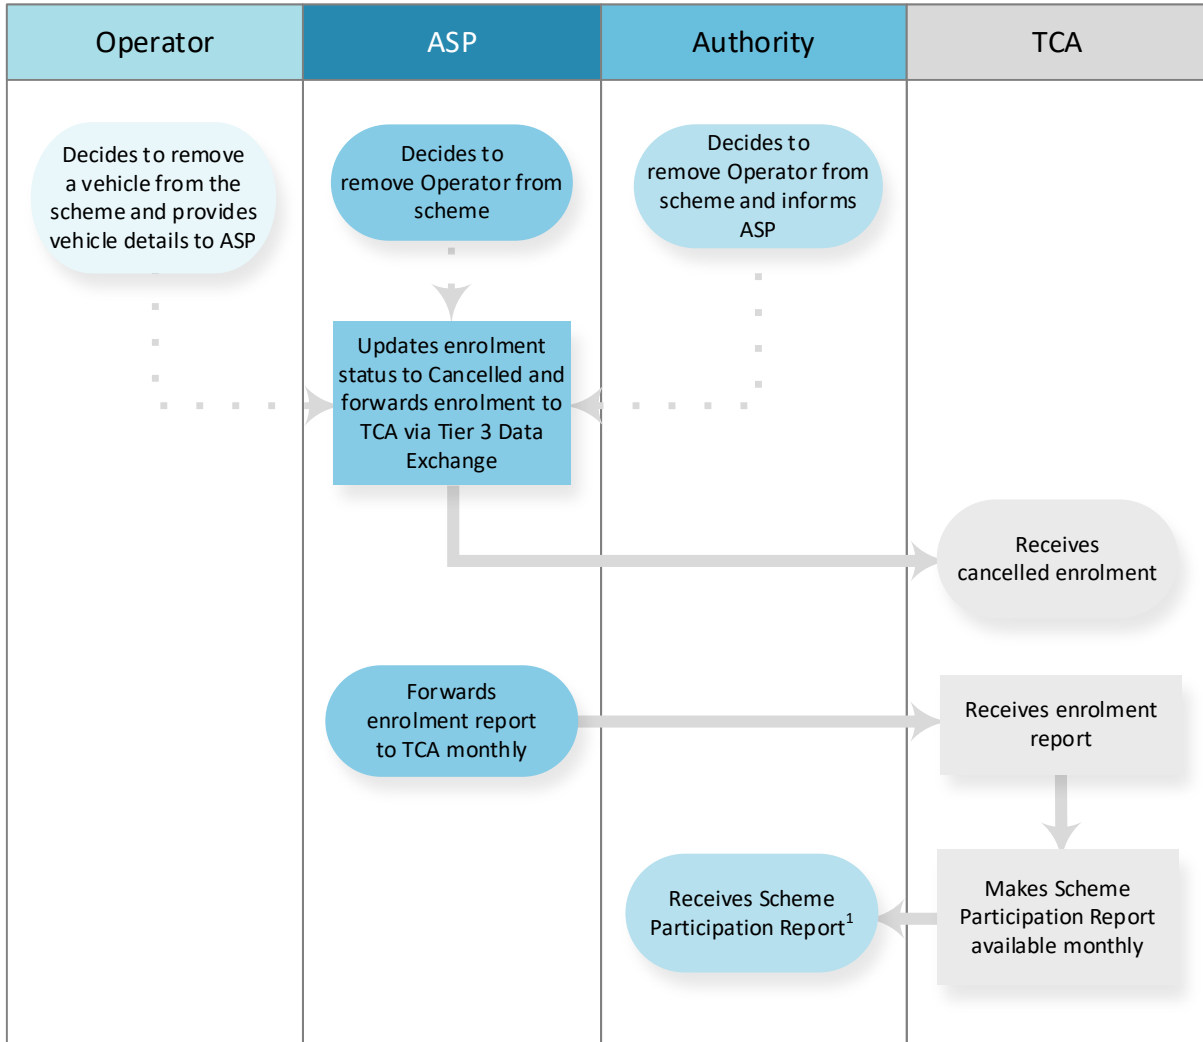 Operator
ASP
Authority
TCA
Decides to remove
a vehicle from the
scheme and provides
vehicle details to ASP
Decides to
remove Operator from
scheme
Decides to
remove Operator from
scheme and informs
ASP
Updates enrolment
status to Cancelled and
forwards enrolment to
TCA via Tier 3 Data
Exchange
Receives
cancelled enrolment
Forwards
enrolment report
to TCA monthly
Receives enrolment
report
Receives Scheme
Participation Report1
Makes Scheme
Participation Report
available monthly